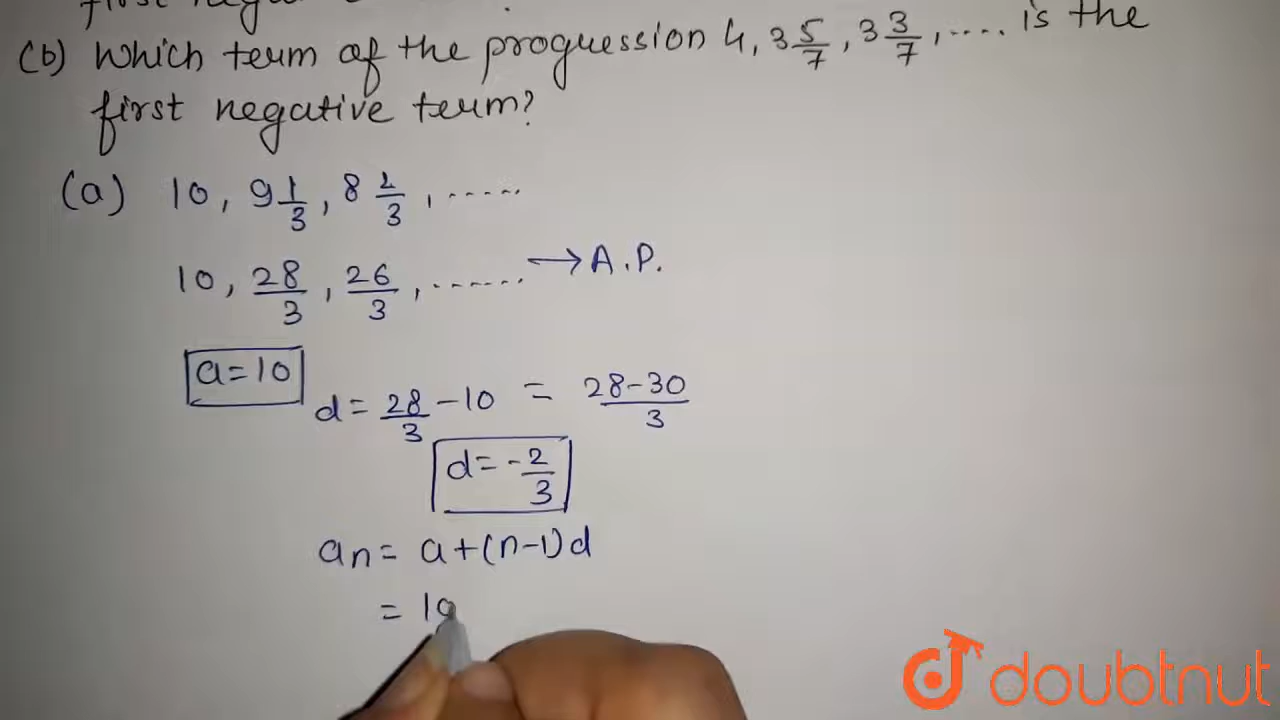 first nega
(b) Which term of the progression 4, 3 5/7, 3 3/7, ..... is the
first negative term?
(a) 10, 9 1/3, 8 2/3, ......
10, 28/3, 26/3, ....... → A.P.
a=10
d= 28/3 -10 = 28-30/3
d= -2/3
an= a+(n-1)d
= 10
doubtnut